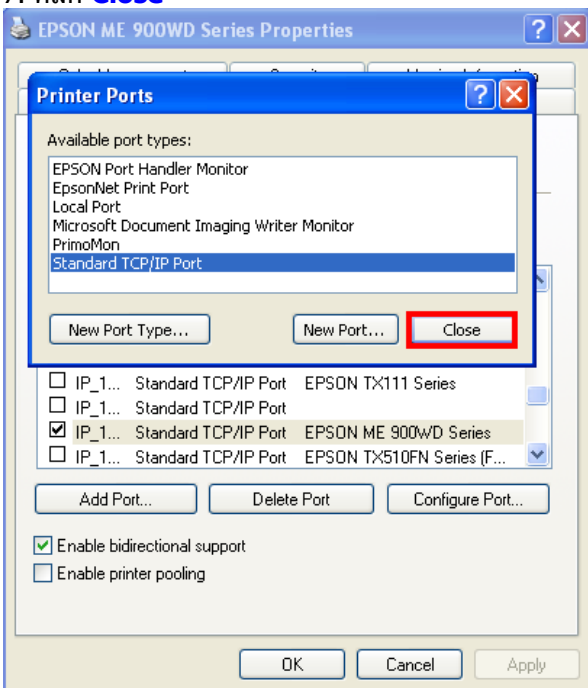 Close
EPSON ME 900WD Series Properties
Printer Ports
Available port types:
EPSON Port Handler Monitor
EpsonNet Print Port
Local Port
Microsoft Document Imaging Writer Monitor
PrimoMon
Standard TCP/IP Port
New Port Type... New Port... Close
IP_1... Standard TCP/IP Port EPSON TX111 Series
IP_1... Standard TCP/IP Port
IP_1... Standard TCP/IP Port EPSON ME 900WD Series
IP_1... Standard TCP/IP Port EPSON TX510FN Series (F...
Add Port... Delete Port Configure Port...
Enable bidirectional support
Enable printer pooling
OK Cancel Apply